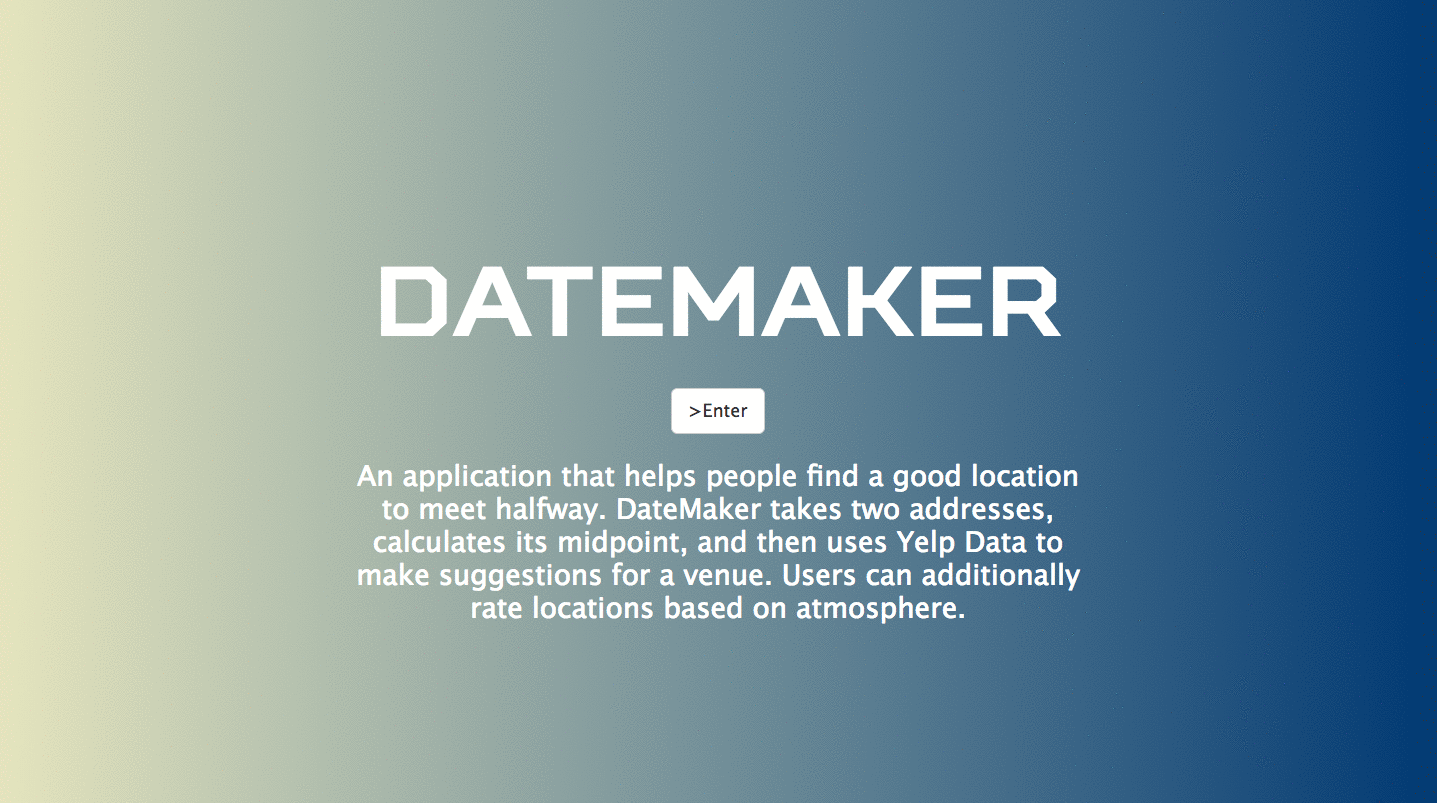 DATEMAKER
>Enter
An application that helps people find a good location
to meet halfway. DateMaker takes two addresses,
calculates its midpoint, and then uses Yelp Data to
make suggestions for a venue. Users can additionally
rate locations based on atmosphere.